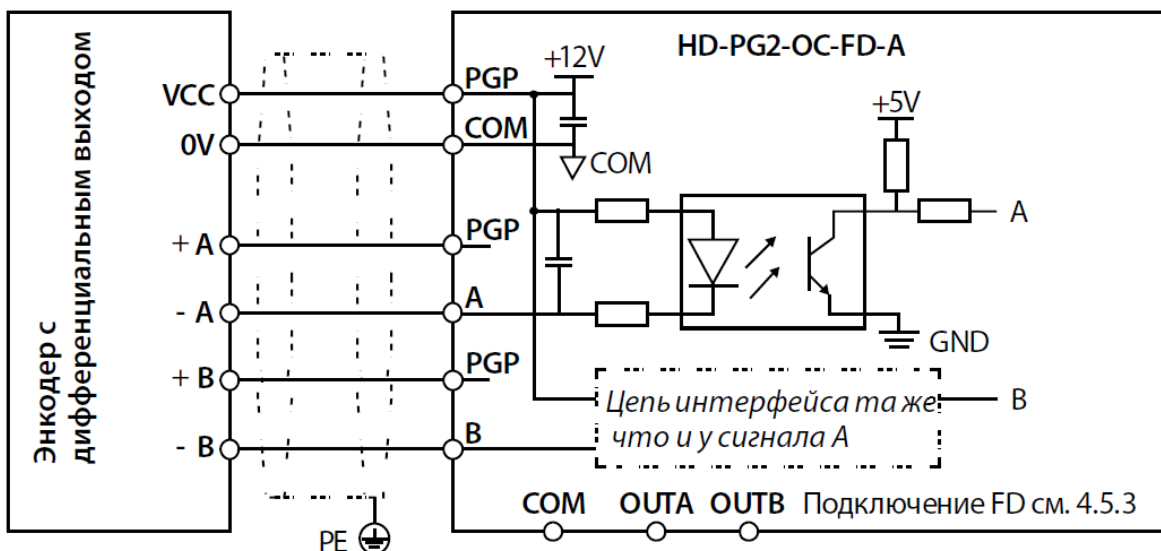 Энкодер с
дифференциальным выходом
HD-PG2-OC-FD-A
VCC
PGP
+12V
+5V
0V
COM
COM
+ A
PGP
A
- A
A
GND
+ B
PGP
Цепь интерфейса та же
что и у сигнала А
B
- B
B
COM
OUTA
OUTB
Подключение FD см. 4.5.3
PE